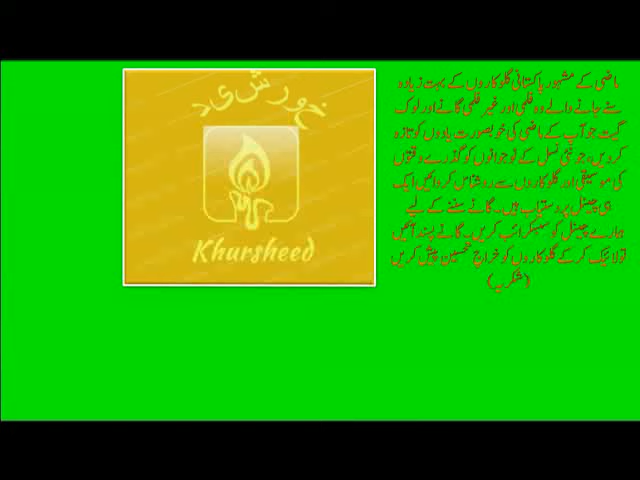 خورشید
Khursheed
ماضی کے مشہور پاکستانی گلوکاروں کے بہت زیادہ
سنے جانے والے وہ فلمی اور غیر فلمی گانے اور لوک
گیت جو آپ کے ماضی کی خوبصورت یادوں کو تازہ
کردیں، جو نئی نسل کے نوجوانوں کو گذرے وقتوں
کی موسیقی اور گلوکاروں سے روشناس کروائیں ایک
ہی چینل پر دستیاب ہیں۔ گانے سننے کے لیے
ہمارے چینل کو سبسکرائب کریں۔ گانے پسند آئیں
تو لائیک کر کے گلوکاروں کو خراج تحسین پیش کریں
(شکریہ)